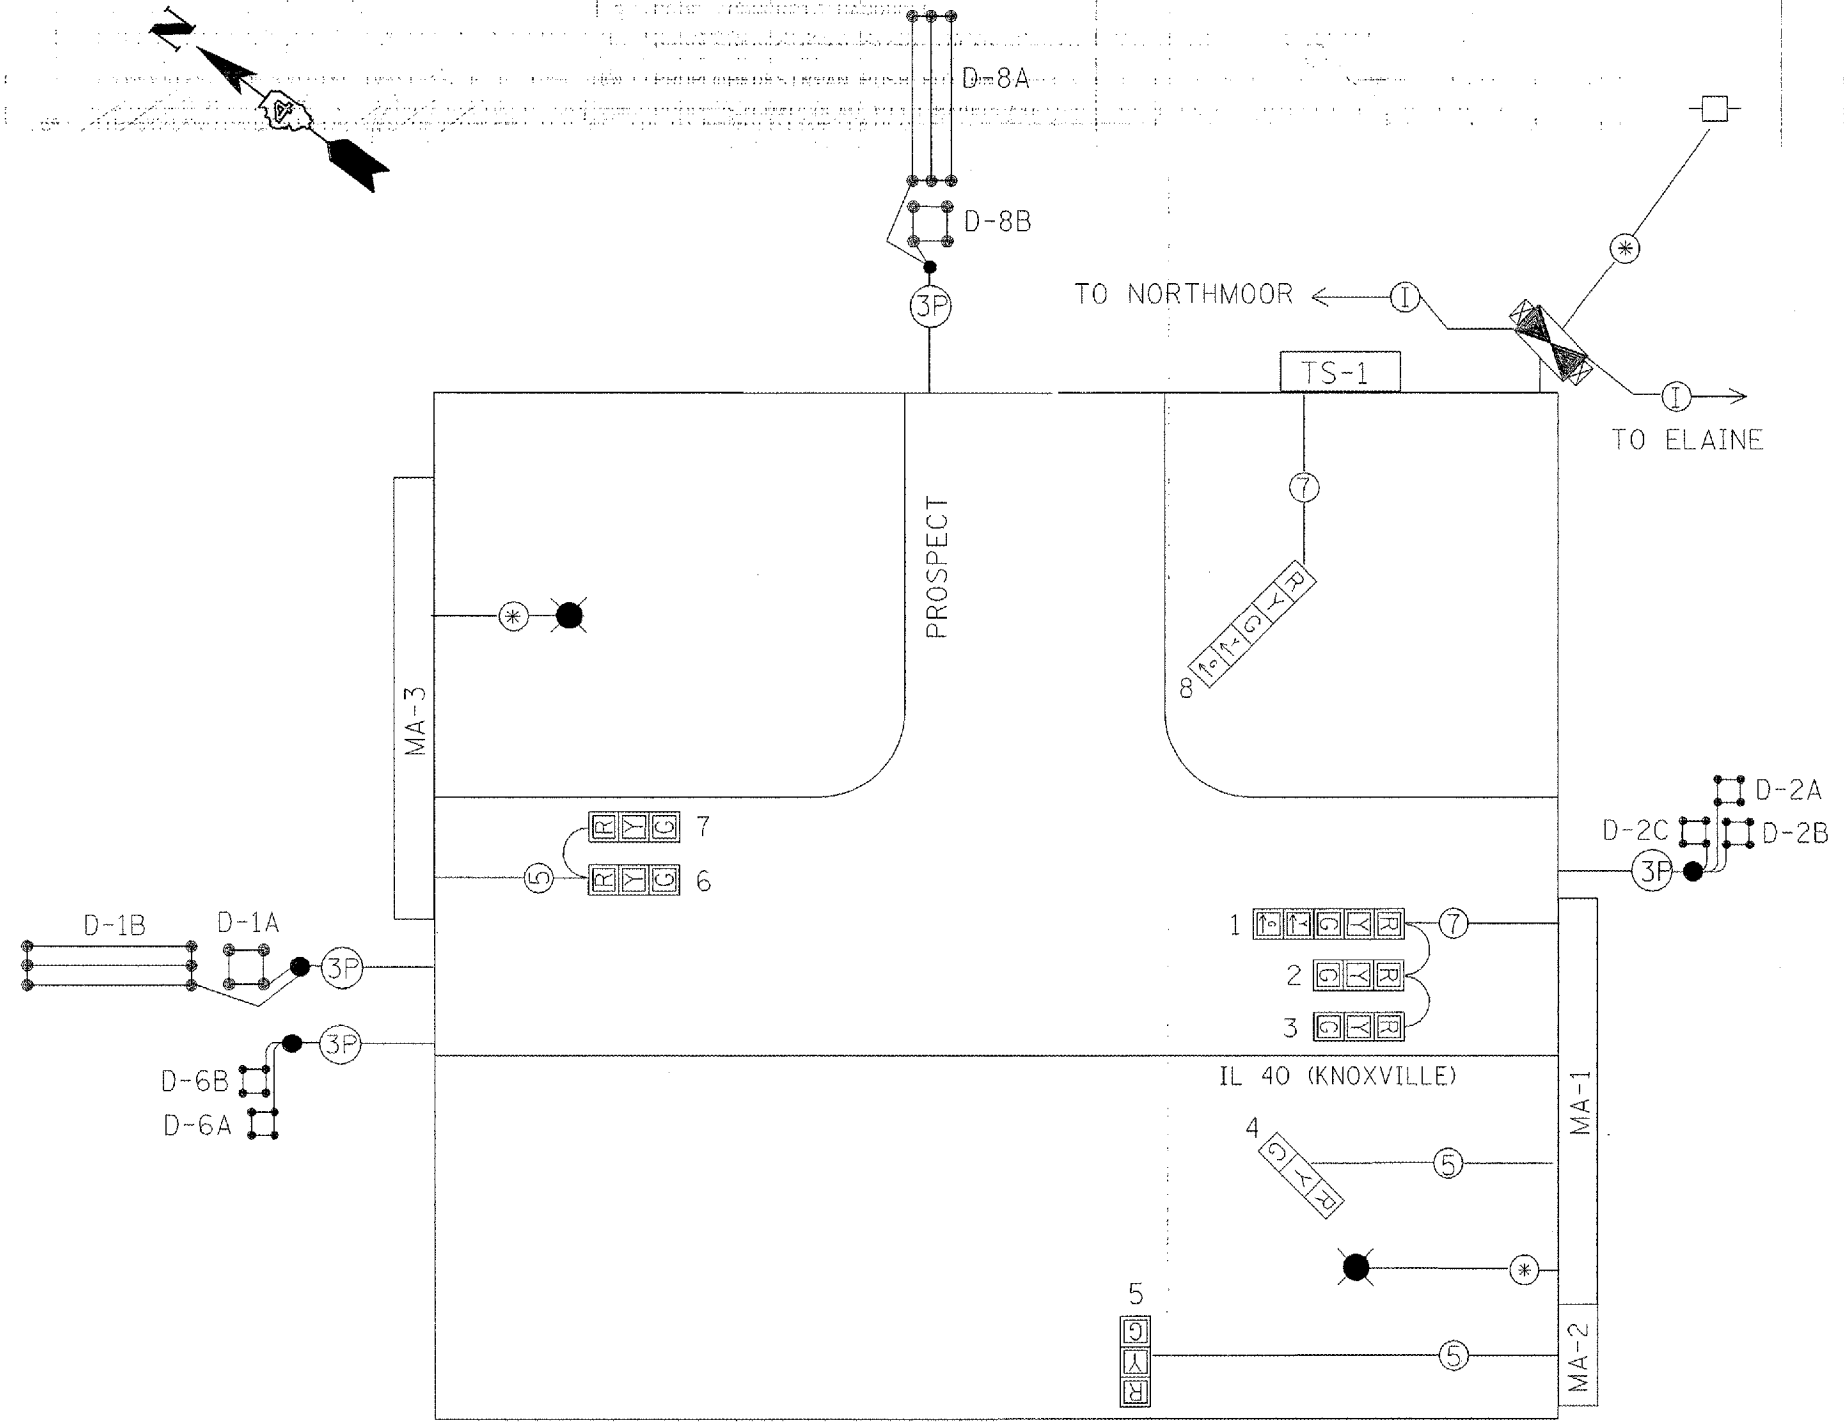 N
4
D-8A
D-8B
3P
TO NORTHMOOR
I
*
TS-1
I
TO ELAINE
7
PROSPECT
R Y G Y G
8
*
MA-3
R Y G 7
5
R Y G 6
D-2A
D-2C
D-2B
3P
D-1B
D-1A
3P
1 G Y G Y R
7
2 G Y R
3 G Y R
3P
D-6B
D-6A
IL 40 (KNOXVILLE)
MA-1
4
G Y R
5
*
5
G Y R
5
MA-2